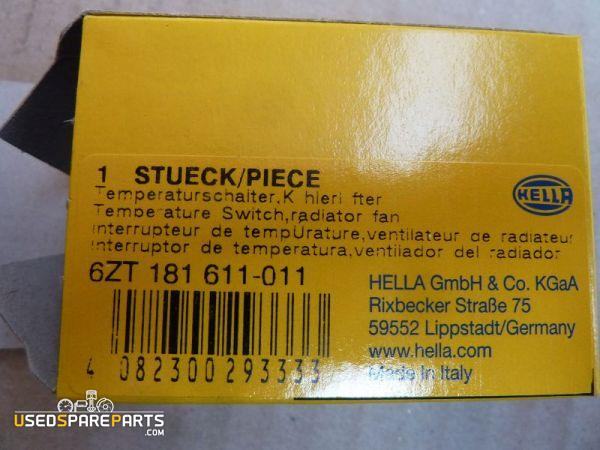 1 STUECK/PIECE
Temperaturschalter,K hlerl fter
Temperature Switch,radiator fan
Interrupteur de tempUrature,ventilateur de radiateur
Interruptor de temperatura,ventilador del radiador
6ZT 181 611-011
4 082300 293333
HELLA
HELLA GmbH & Co. KGaA
Rixbecker Straße 75
59552 Lippstadt/Germany
www.hella.com
Made in Italy
USEDSPAREPARTS
.COM